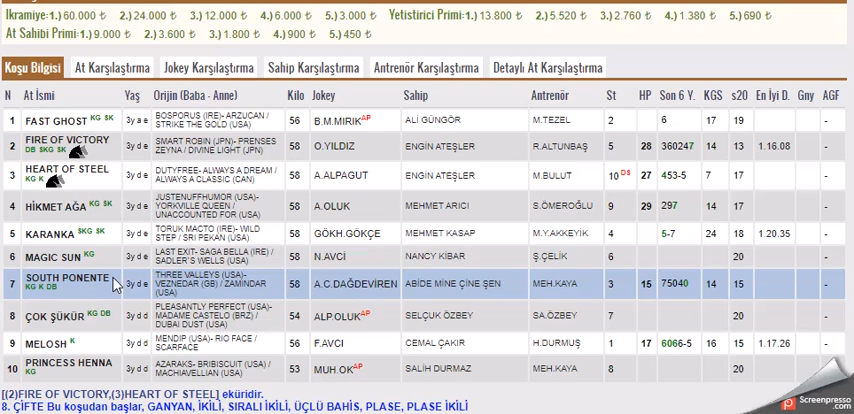 Ikramiye: 1.) 60.000 ₺ 2.) 24.000 ₺ 3.) 12.000 ₺ 4.) 6.000 ₺ 5.) 3.000 ₺ Yetistirici Primi: 1.) 13.800 ₺ 2.) 5.520 ₺ 3.) 2.760 ₺ 4.) 1.380 ₺ 5.) 690 ₺
At Sahibi Primi: 1.) 9.000 ₺ 2.) 3.600 ₺ 3.) 1.800 ₺ 4.) 900 ₺ 5.) 450 ₺
Koşu Bilgisi At Karşılaştırma Jokey Karşılaştırma Sahip Karşılaştırma Antrenör Karşılaştırma Detaylı At Karşılaştırma
N At İsmi Yaş Orijin (Baba - Anne) Kilo Jokey Sahip Antrenör St HP Son 6 Y. KGS s20 En İyi D. Gny AGF
1 FAST GHOST KG SK 3y a e BOSPORUS (IRE)- ARZUCAN / STRIKE THE GOLD (USA) 56 B.M.MIRIK AP ALİ GÜNGÖR M.TEZEL 2 6 17 19 -
2 FIRE OF VICTORY DB SKG SK 3y d e SMART ROBIN (JPN)- PRENSES ZEYNA / DIVINE LIGHT (JPN) 58 O.YILDIZ ENGİN ATEŞLER R.ALTUNBAŞ 5 28 360247 14 13 1.16.08 -
3 HEART OF STEEL KG K 3y d e DUTYFREE- ALWAYS A DREAM / ALWAYS A CLASSIC (CAN) 58 A.ALPAGUT ENGİN ATEŞLER M.BULUT 10 DS 27 453-5 7 17 -
4 HİKMET AĞA KG SK 3y d e JUSTENUFFHUMOR (USA)- YORKVILLE QUEEN / UNACCOUNTED FOR (USA) 58 A.OLUK MEHMET ARICI S.ÖMEROĞLU 9 29 297 14 17 -
5 KARANKA SKG SK 3y d e TORUK MACTO (IRE)- WILD STEP / SRI PEKAN (USA) 58 GÖKH.GÖKÇE MEHMET KASAP M.Y.AKKEYİK 4 5-7 24 18 1.20.35 -
6 MAGIC SUN KG 3y d e LAST EXIT- SAGA BELLA (IRE) / SADLER'S WELLS (USA) 58 N.AVCI NANCY KİBAR Ş.ÇELİK 6 20 -
7 SOUTH PONENTE KG K DB 3y d e THREE VALLEYS (USA)- VEZNEDAR (GB) / ZAMINDAR (USA) 58 A.C.DAĞDEVİREN ABİDE MİNE ÇİNE ŞEN MEH.KAYA 3 15 75040 14 15 -
8 ÇOK ŞÜKÜR KG DB 3y d d PLEASANTLY PERFECT (USA)- MADAME CASTELO (BRZ) / DUBAI DUST (USA) 54 ALP.OLUK AP SELÇUK ÖZBEY SA.ÖZBEY 7 20 -
9 MELOSH K 3y d d MENDIP (USA)- RIO FACE / SCARFACE 56 F.AVCI CEMAL ÇAKIR H.DURMUŞ 1 17 6066-5 16 15 1.17.26 -
10 PRINCESS HENNA KG 3y d d AZARAKS- BRIBISCUIT (USA) / MACHIAVELLIAN (USA) 53 MUH.OK AP SALİH DURMAZ MEH.KAYA 8 20 -
[(2)FIRE OF VICTORY,(3)HEART OF STEEL] eküridir.
8. ÇİFTE Bu koşudan başlar, GANYAN, İKİLİ, SIRALI İKİLİ, ÜÇLÜ BAHİS, PLASE, PLASE İKİLİ
Screenpresso.com